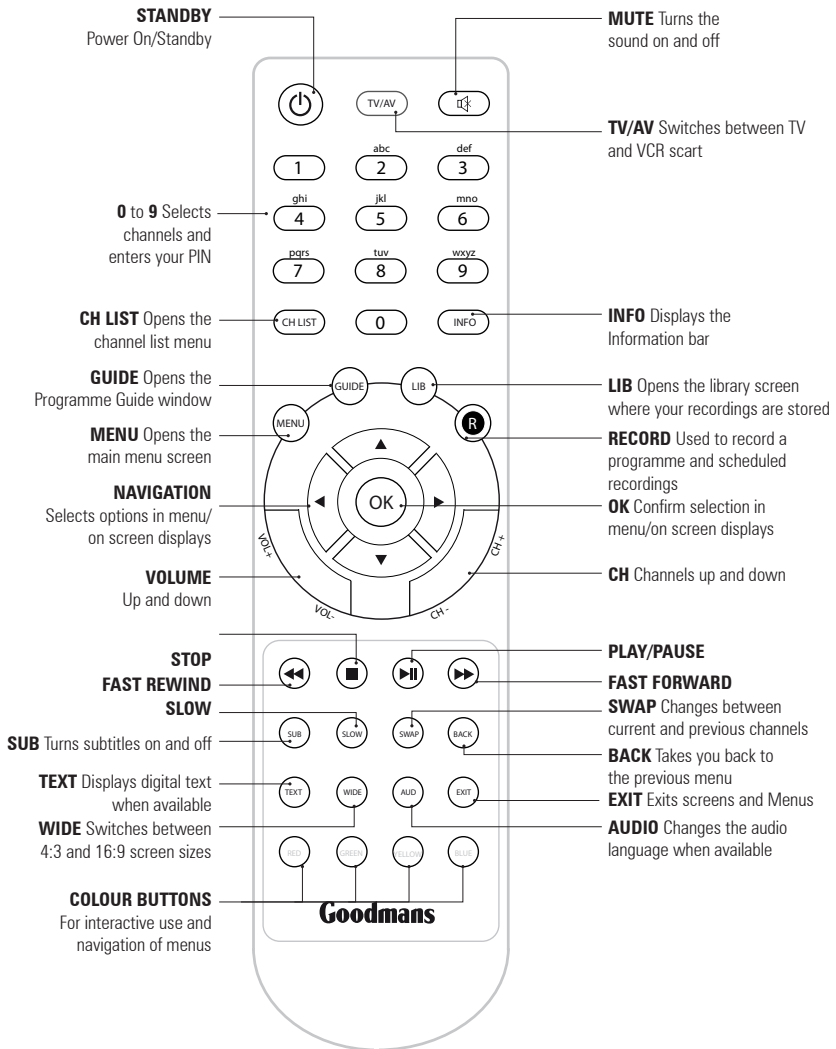 STANDBY
Power On/Standby
MUTE Turns the
sound on and off
TV/AV
TV/AV Switches between TV
and VCR scart
abc
def
1
2
3
ghi
jkl
mno
0 to 9 Selects
channels and
enters your PIN
4
5
6
pqrs
tuv
wxyz
7
8
9
CH LIST Opens the
channel list menu
CH LIST
0
INFO
INFO Displays the
Information bar
GUIDE Opens the
Programme Guide window
GUIDE
LIB
LIB Opens the library screen
where your recordings are stored
MENU Opens the
main menu screen
MENU
R
RECORD Used to record a
programme and scheduled
recordings
NAVIGATION
Selects options in menu/
on screen displays
OK
OK Confirm selection in
menu/on screen displays
VOL+
CH +
VOLUME
Up and down
CH Channels up and down
VOL-
CH -
STOP
FAST REWIND
SLOW
PLAY/PAUSE
FAST FORWARD
SWAP Changes between
current and previous channels
SUB Turns subtitles on and off
SUB
SLOW
SWAP
BACK
BACK Takes you back to
the previous menu
TEXT Displays digital text
when available
TEXT
WIDE
AUD
EXIT
EXIT Exits screens and Menus
WIDE Switches between
4:3 and 16:9 screen sizes
AUDIO Changes the audio
language when available
RED
GREEN
YELLOW
BLUE
COLOUR BUTTONS
For interactive use and
navigation of menus
Goodmans